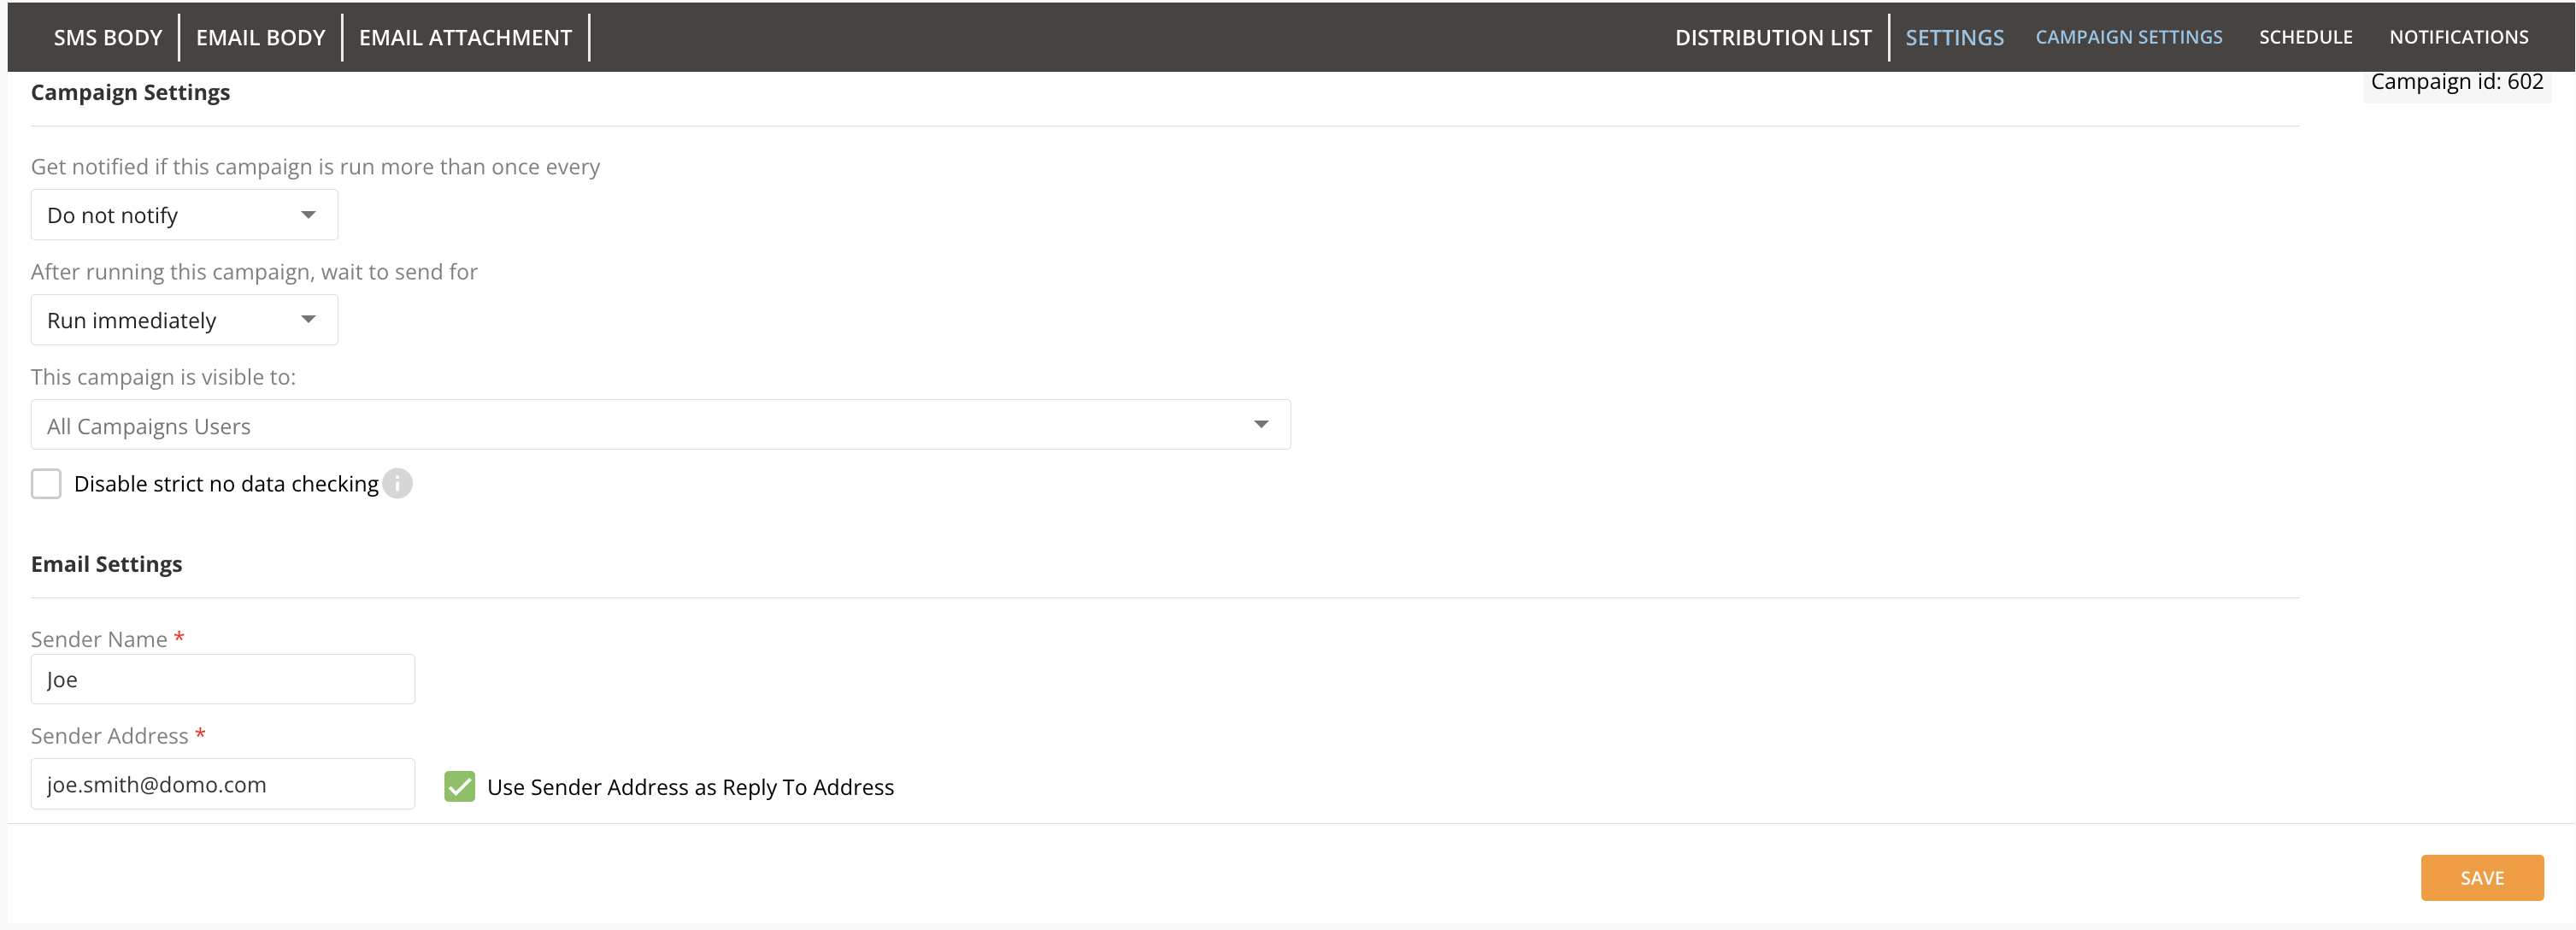 SMS BODY EMAIL BODY EMAIL ATTACHMENT DISTRIBUTION LIST SETTINGS CAMPAIGN SETTINGS SCHEDULE NOTIFICATIONS
Campaign id: 602
Campaign Settings
Get notified if this campaign is run more than once every
Do not notify
After running this campaign, wait to send for
Run immediately
This campaign is visible to:
All Campaigns Users
Disable strict no data checking i
Email Settings
Sender Name *
Joe
Sender Address *
joe.smith@domo.com Use Sender Address as Reply To Address
SAVE